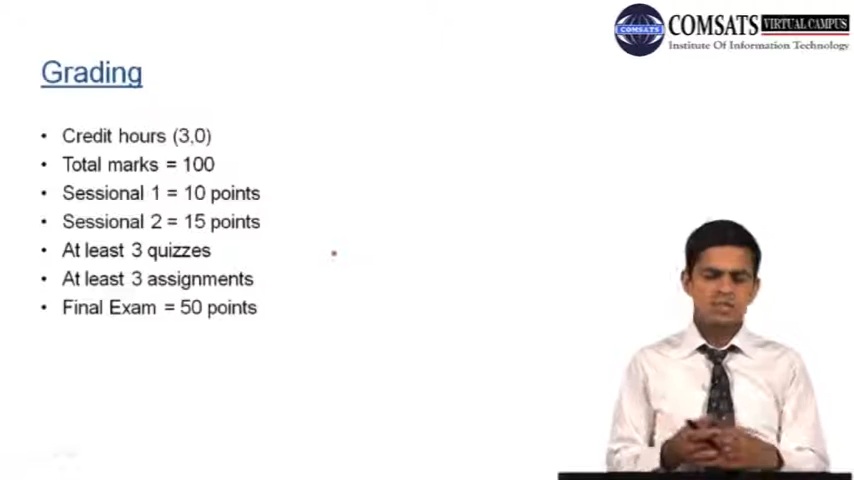 COMSATS
COMSATS VIRTUAL CAMPUS
Institute Of Information Technology
Grading
• Credit hours (3,0)
• Total marks = 100
• Sessional 1 = 10 points
• Sessional 2 = 15 points
• At least 3 quizzes
• At least 3 assignments
• Final Exam = 50 points